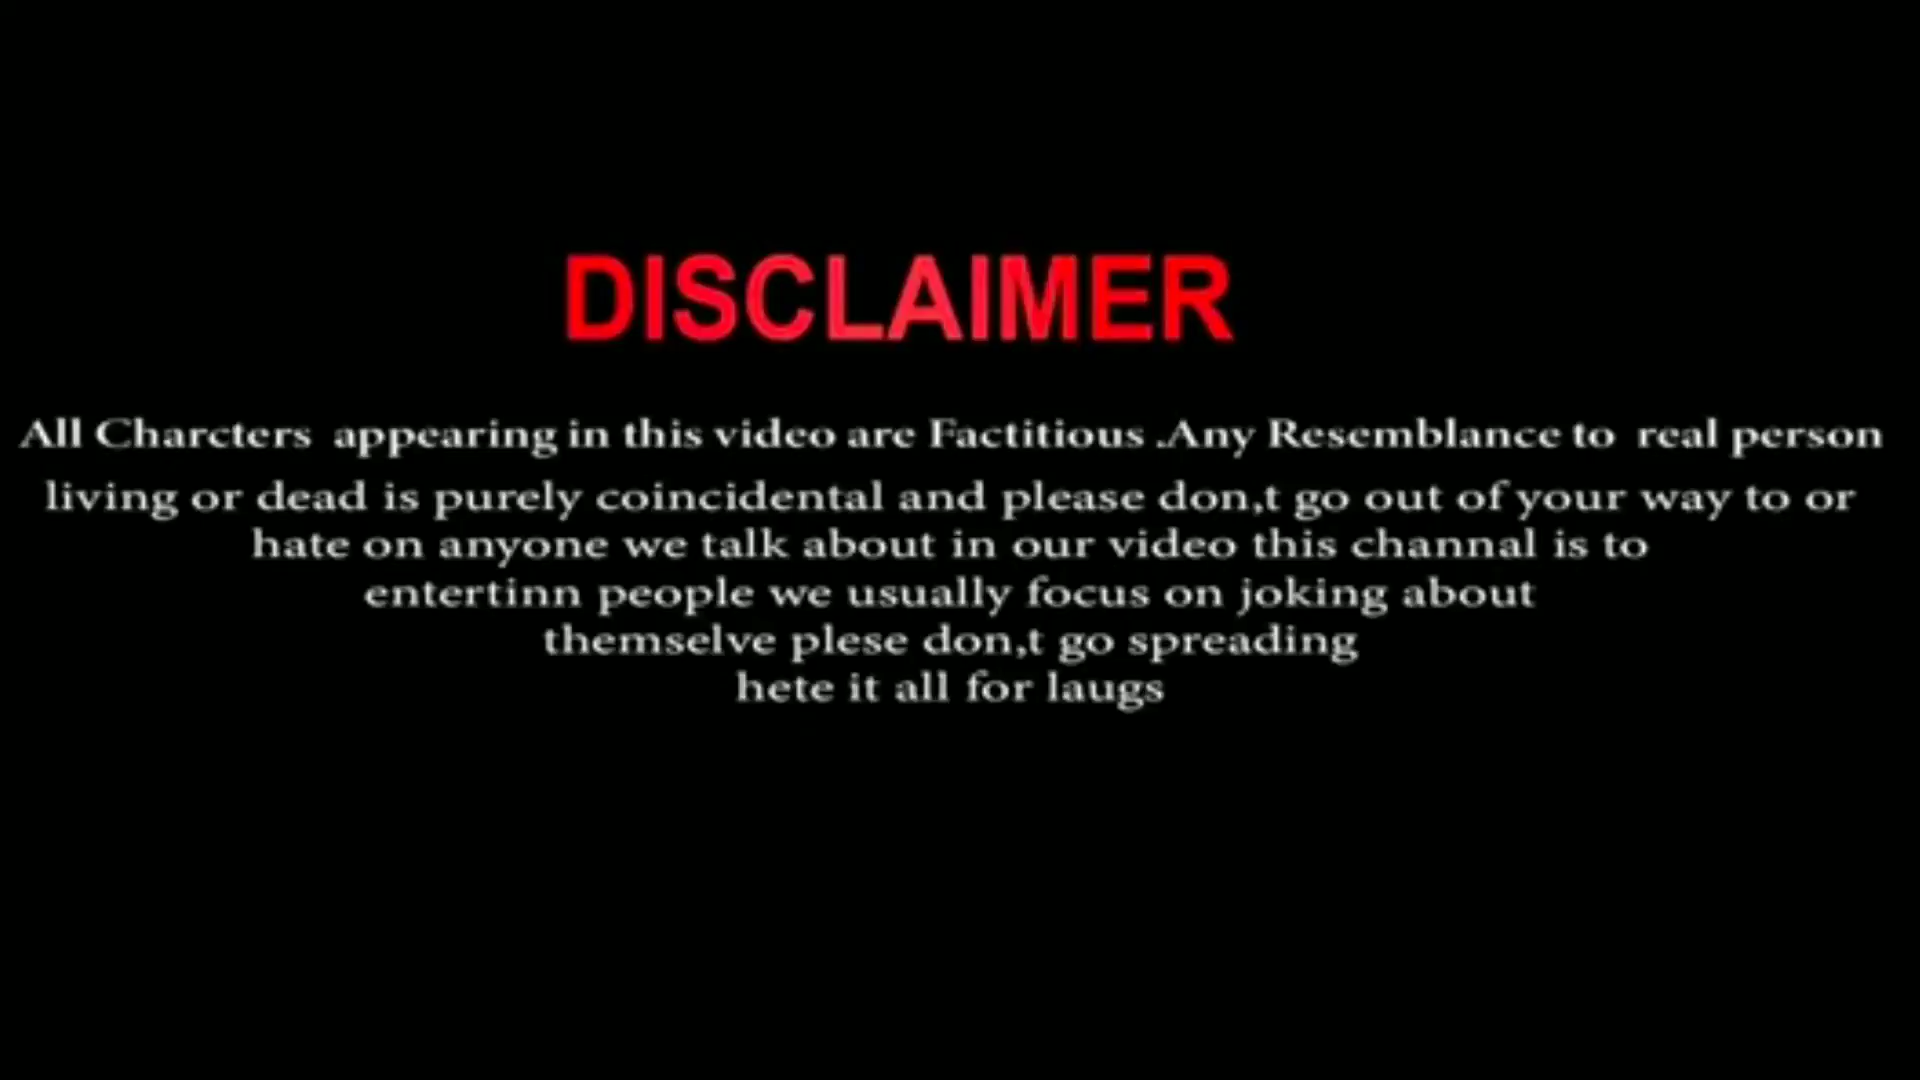 DISCLAIMER
All Charcters appearing in this video are Factitious .Any Resemblance to real person
living or dead is purely coincidental and please don,t go out of your way to or
hate on anyone we talk about in our video this channal is to
entertinn people we usually focus on joking about
themselve plese don,t go spreading
hete it all for laugs